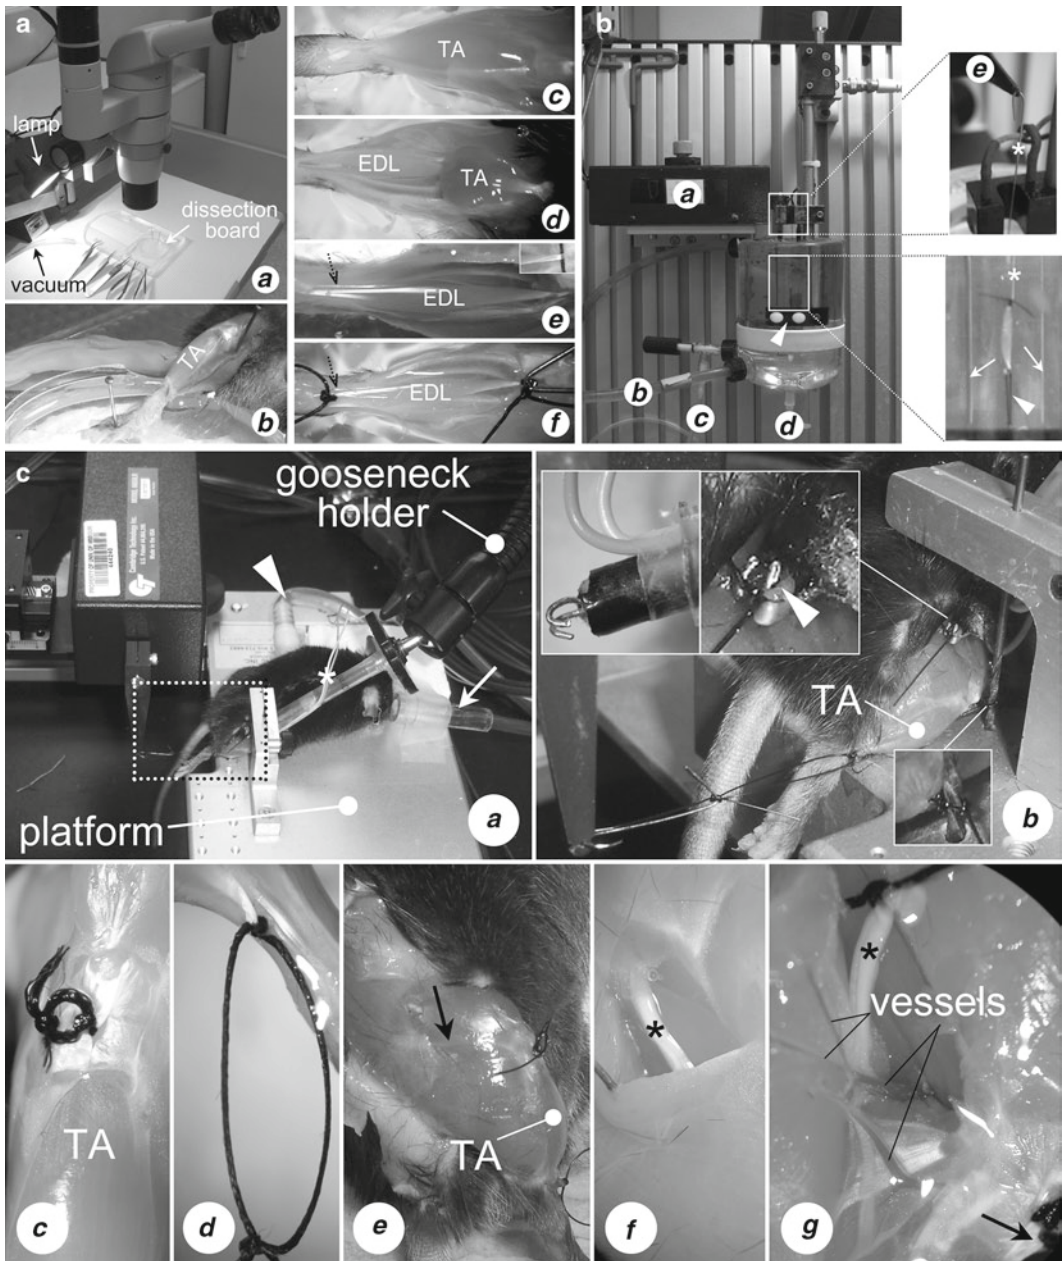 a
lamp
dissection
board
vacuum
a
TA
b
TA
c
EDL
TA
d
EDL
e
EDL
f
b
a
b
c
d
e
*
*
c
gooseneck
holder
*
platform
a
TA
b
TA
c
d
TA
e
*
f
*
vessels
g